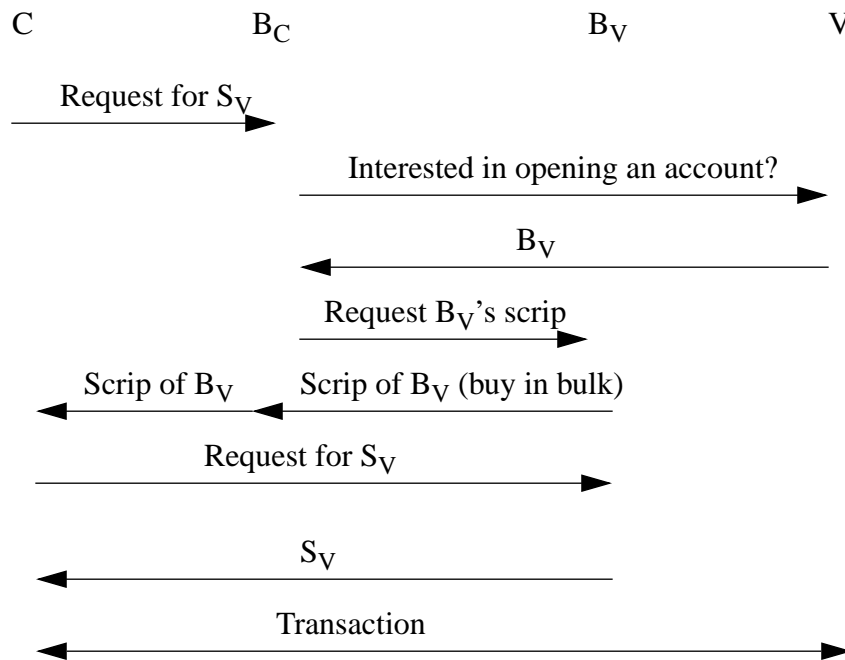 C B_C B_V V
Request for S_V
Interested in opening an account?
B_V
Request B_V’s scrip
Scrip of B_V Scrip of B_V (buy in bulk)
Request for S_V
S_V
Transaction